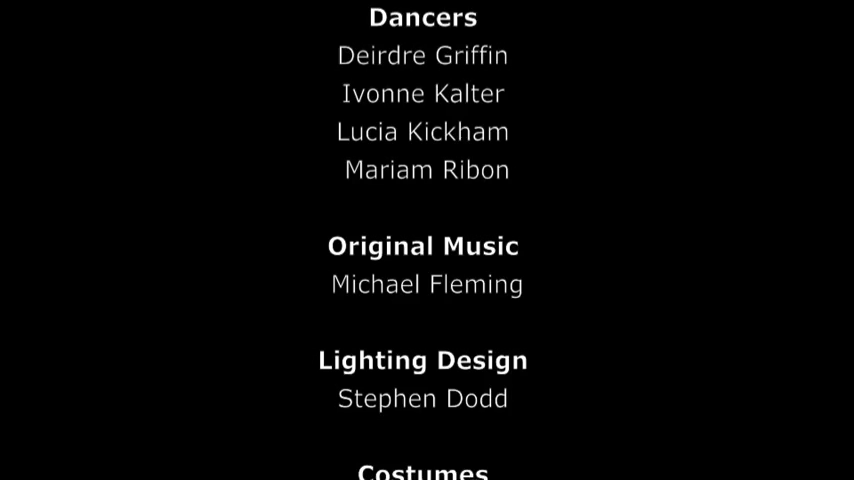 Dancers
Deirdre Griffin
Ivonne Kalter
Lucia Kickham
Mariam Ribon
Original Music
Michael Fleming
Lighting Design
Stephen Dodd
Costumes